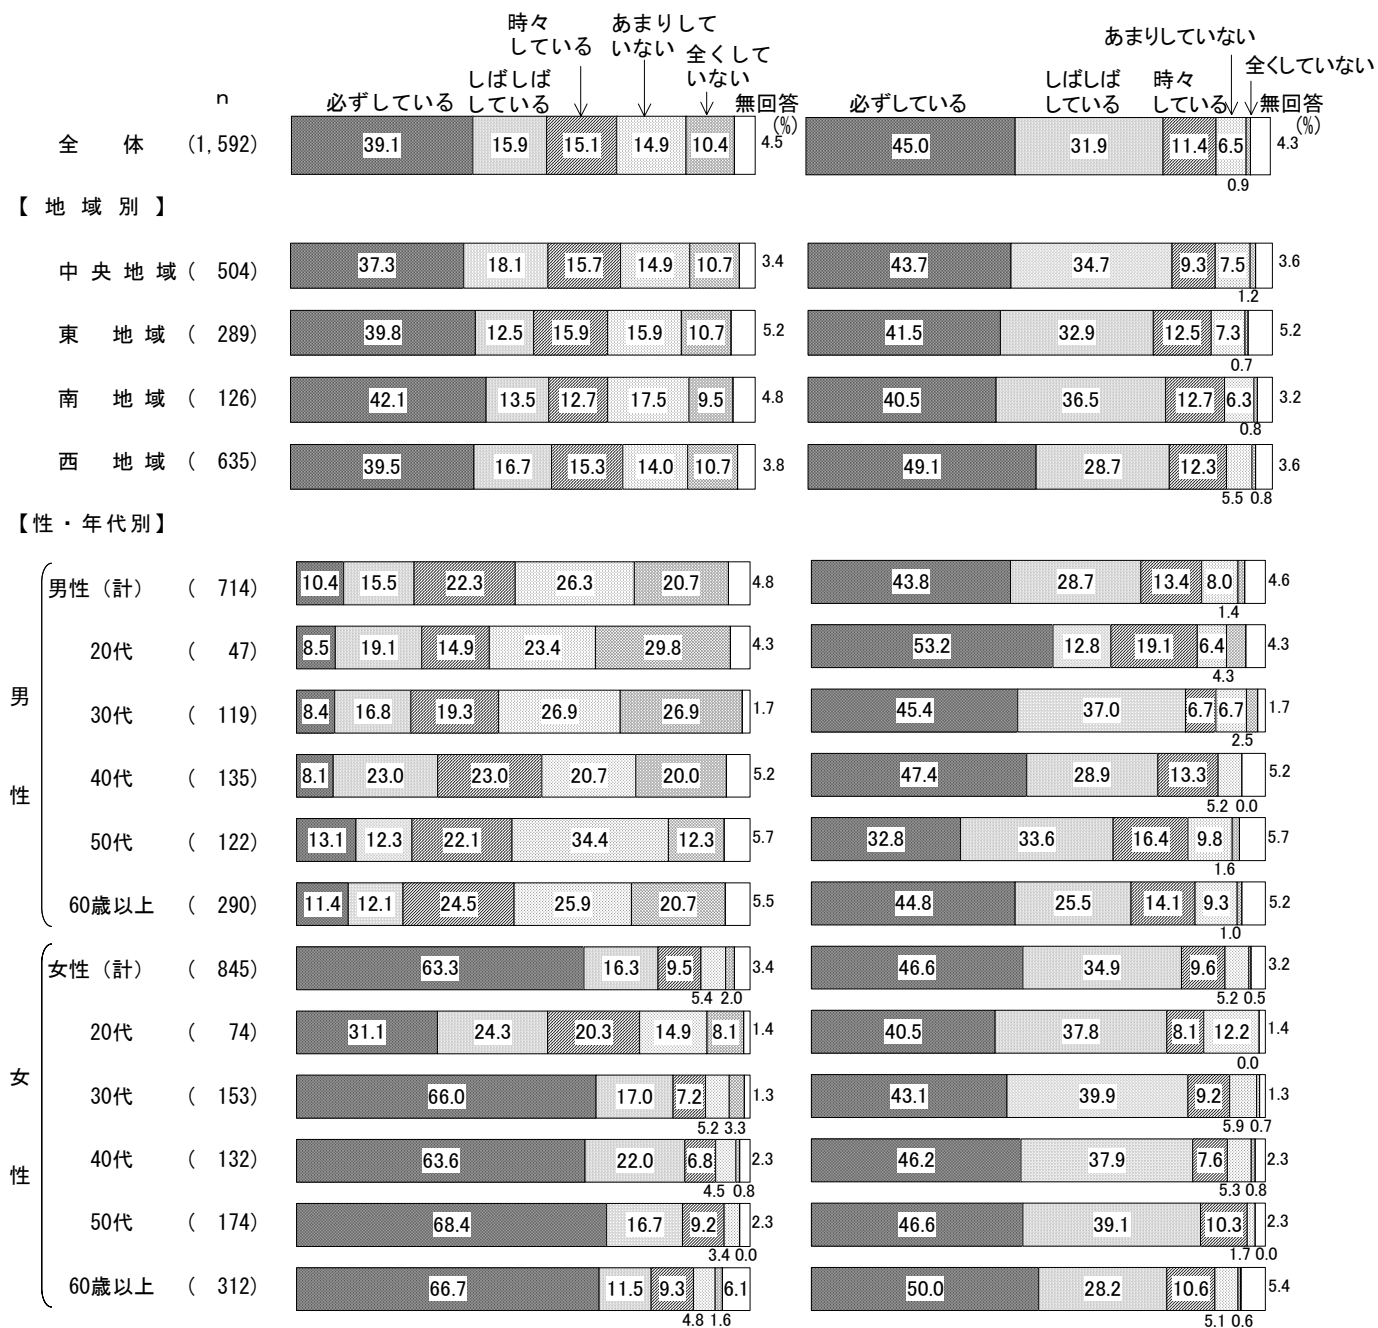 時々
している
あまりして
いない
全くして
いない
しばしば
している
必ずしている
無回答
(%)
あまりしていない
全くしていない
しばしば
している
時々
している
必ずしている
無回答
(%)
n
全体 (1,592) 39.1 15.9 15.1 14.9 10.4 4.5 45.0 31.9 11.4 6.5 0.9 4.3
【地域別】
中央地域 ( 504) 37.3 18.1 15.7 14.9 10.7 3.4 43.7 34.7 9.3 7.5 1.2 3.6
東地域 ( 289) 39.8 12.5 15.9 15.9 10.7 5.2 41.5 32.9 12.5 7.3 0.7 5.2
南地域 ( 126) 42.1 13.5 12.7 17.5 9.5 4.8 40.5 36.5 12.7 6.3 0.8 3.2
西地域 ( 635) 39.5 16.7 15.3 14.0 10.7 3.8 49.1 28.7 12.3 5.5 0.8 3.6
【性・年代別】
男性
男性(計) ( 714) 10.4 15.5 22.3 26.3 20.7 4.8 43.8 28.7 13.4 8.0 1.4 4.6
20代 ( 47) 8.5 19.1 14.9 23.4 29.8 4.3 53.2 12.8 19.1 6.4 4.3 4.3
30代 ( 119) 8.4 16.8 19.3 26.9 26.9 1.7 45.4 37.0 6.7 6.7 2.5 1.7
40代 ( 135) 8.1 23.0 23.0 20.7 20.0 5.2 47.4 28.9 13.3 5.2 0.0 5.2
50代 ( 122) 13.1 12.3 22.1 34.4 12.3 5.7 32.8 33.6 16.4 9.8 1.6 5.7
60歳以上 ( 290) 11.4 12.1 24.5 25.9 20.7 5.5 44.8 25.5 14.1 9.3 1.0 5.2
女性
女性(計) ( 845) 63.3 16.3 9.5 5.4 2.0 3.4 46.6 34.9 9.6 5.2 0.5 3.2
20代 ( 74) 31.1 24.3 20.3 14.9 8.1 1.4 40.5 37.8 8.1 12.2 0.0 1.4
30代 ( 153) 66.0 17.0 7.2 5.2 3.3 1.3 43.1 39.9 9.2 5.9 0.7 1.3
40代 ( 132) 63.6 22.0 6.8 4.5 0.8 2.3 46.2 37.9 7.6 5.3 0.8 2.3
50代 ( 174) 68.4 16.7 9.2 3.4 0.0 2.3 46.6 39.1 10.3 1.7 0.0 2.3
60歳以上 ( 312) 66.7 11.5 9.3 4.8 1.6 6.1 50.0 28.2 10.6 5.1 0.6 5.4